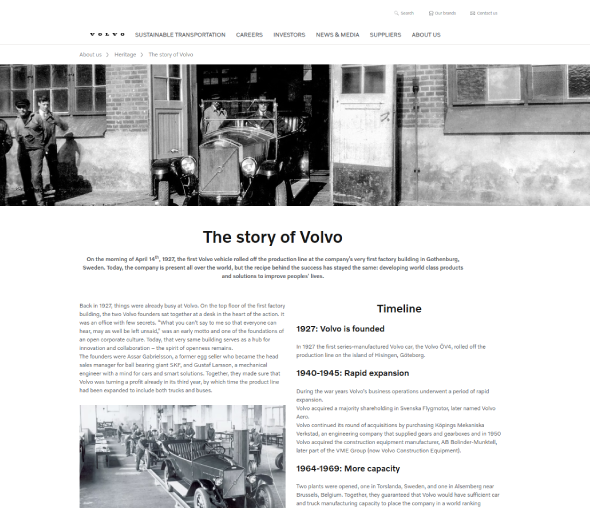 Search
Our brands
Contact us
VOLVO
SUSTAINABLE TRANSPORTATION
CAREERS
INVESTORS
NEWS & MEDIA
SUPPLIERS
ABOUT US
About us
Heritage
The story of Volvo
The story of Volvo
On the morning of April 14th, 1927, the first Volvo vehicle rolled off the production line at the company's very first factory building in Gothenburg,
Sweden. Today, the company is present all over the world, but the recipe behind the success has stayed the same: developing world class products
and solutions to improve peoples' lives.
Back in 1927, things were already busy at Volvo. On the top floor of the first factory
building, the two Volvo founders sat together at a desk in the heart of the action. It
was an office with few secrets. "What you can't say to me so that everyone can
hear, may as well be left unsaid," was an early motto and one of the foundations of
an open corporate culture. Today, that very same building serves as a hub for
innovation and collaboration – the spirit of openness remains.
The founders were Assar Gabrielsson, a former egg seller who became the head
sales manager for ball bearing giant SKF, and Gustaf Larsson, a mechanical
engineer with a mind for cars and smart solutions. Together, they made sure that
Volvo was turning a profit already in its third year, by which time the product line
had been expanded to include both trucks and buses.
Timeline
1927: Volvo is founded
In 1927 the first series-manufactured Volvo car, the Volvo ÖV4, rolled off the
production line on the island of Hisingen, Göteborg.
1940-1945: Rapid expansion
During the war years Volvo's business operations underwent a period of rapid
expansion.
Volvo acquired a majority shareholding in Svenska Flygmotor, later named Volvo
Aero.
Volvo continued its round of acquisitions by purchasing Köpings Mekaniska
Verkstad, an engineering company that supplied gears and gearboxes and in 1950
Volvo acquired the construction equipment manufacturer, AB Bolinder-Munktell,
later part of the VME Group (now Volvo Construction Equipment).
1964-1969: More capacity
Two plants were opened, one in Torslanda, Sweden, and one in Alsemberg near
Brussels, Belgium. Together, they guaranteed that Volvo would have sufficient car
and truck manufacturing capacity to place the company in a world ranking